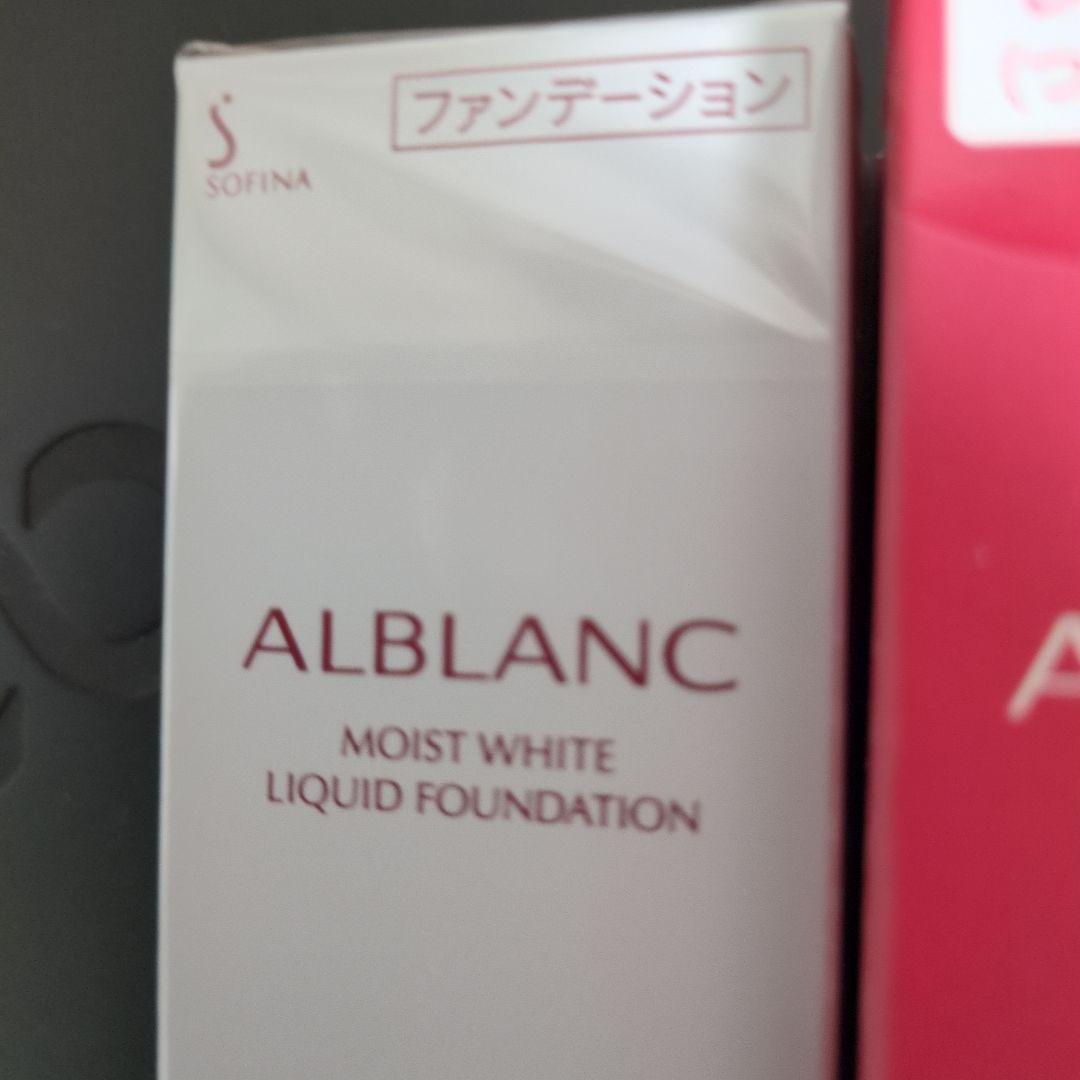 ファンデーション
SOFINA
ALBLANC
MOIST WHITE
LIQUID FOUNDATION
A